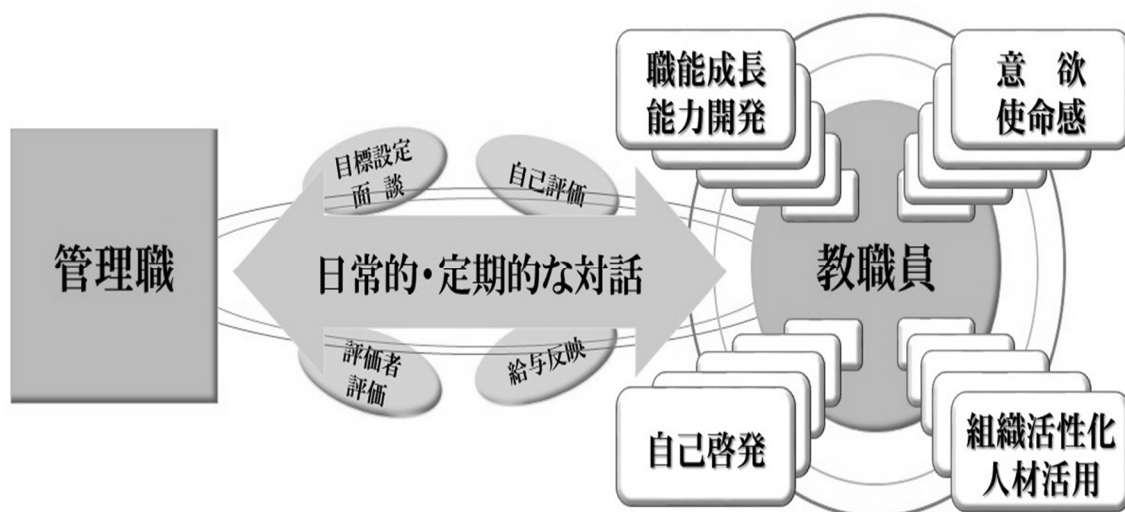 管理職
目標設定
面 談
自己評価
日常的・定期的な対話
評価者
評価
給与反映
職能成長
能力開発
意 欲
使命感
教職員
自己啓発
組織活性化
人材活用